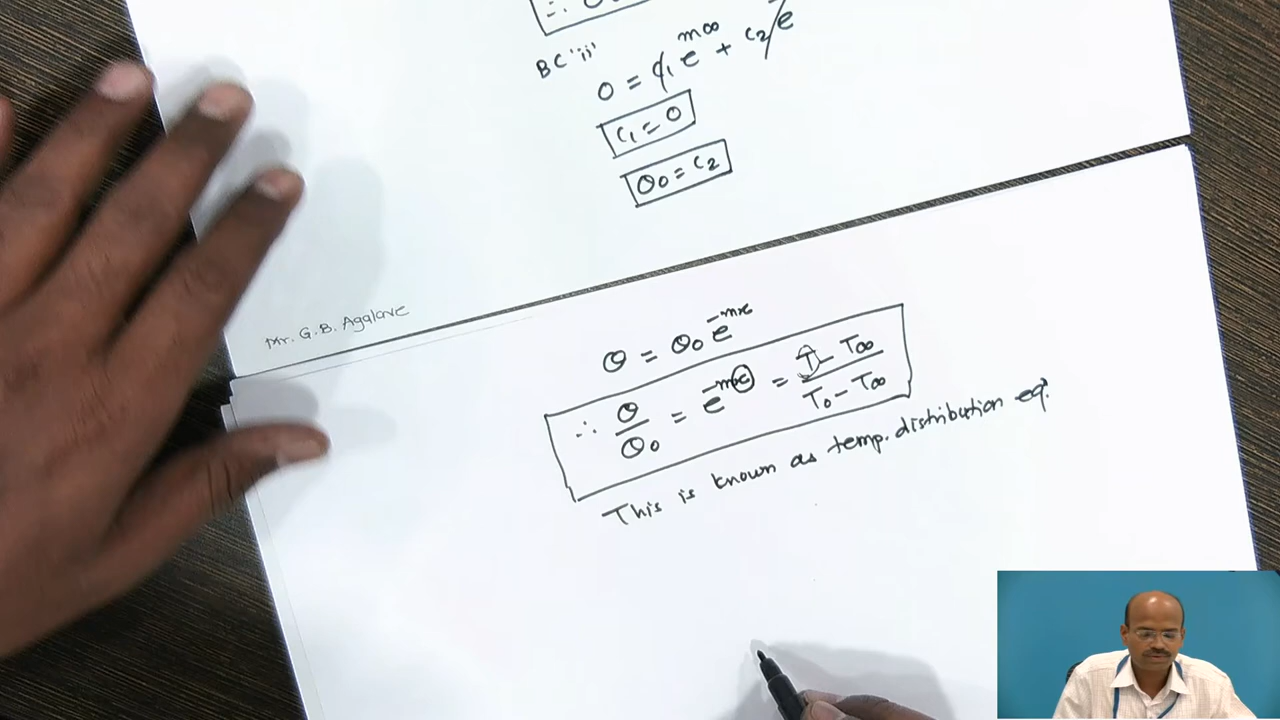 ∴ θ
BC 'ii'
0 = C₁ e^m∞ + C₂/e
C₁ = 0
θ₀ = C₂
Mr. G.B. Agalave
θ = θ₀ e^-mx
∴ θ/θ₀ = e^-mx = T - T∞ / T₀ - T∞
This is known as temp. distribution eqⁿ.